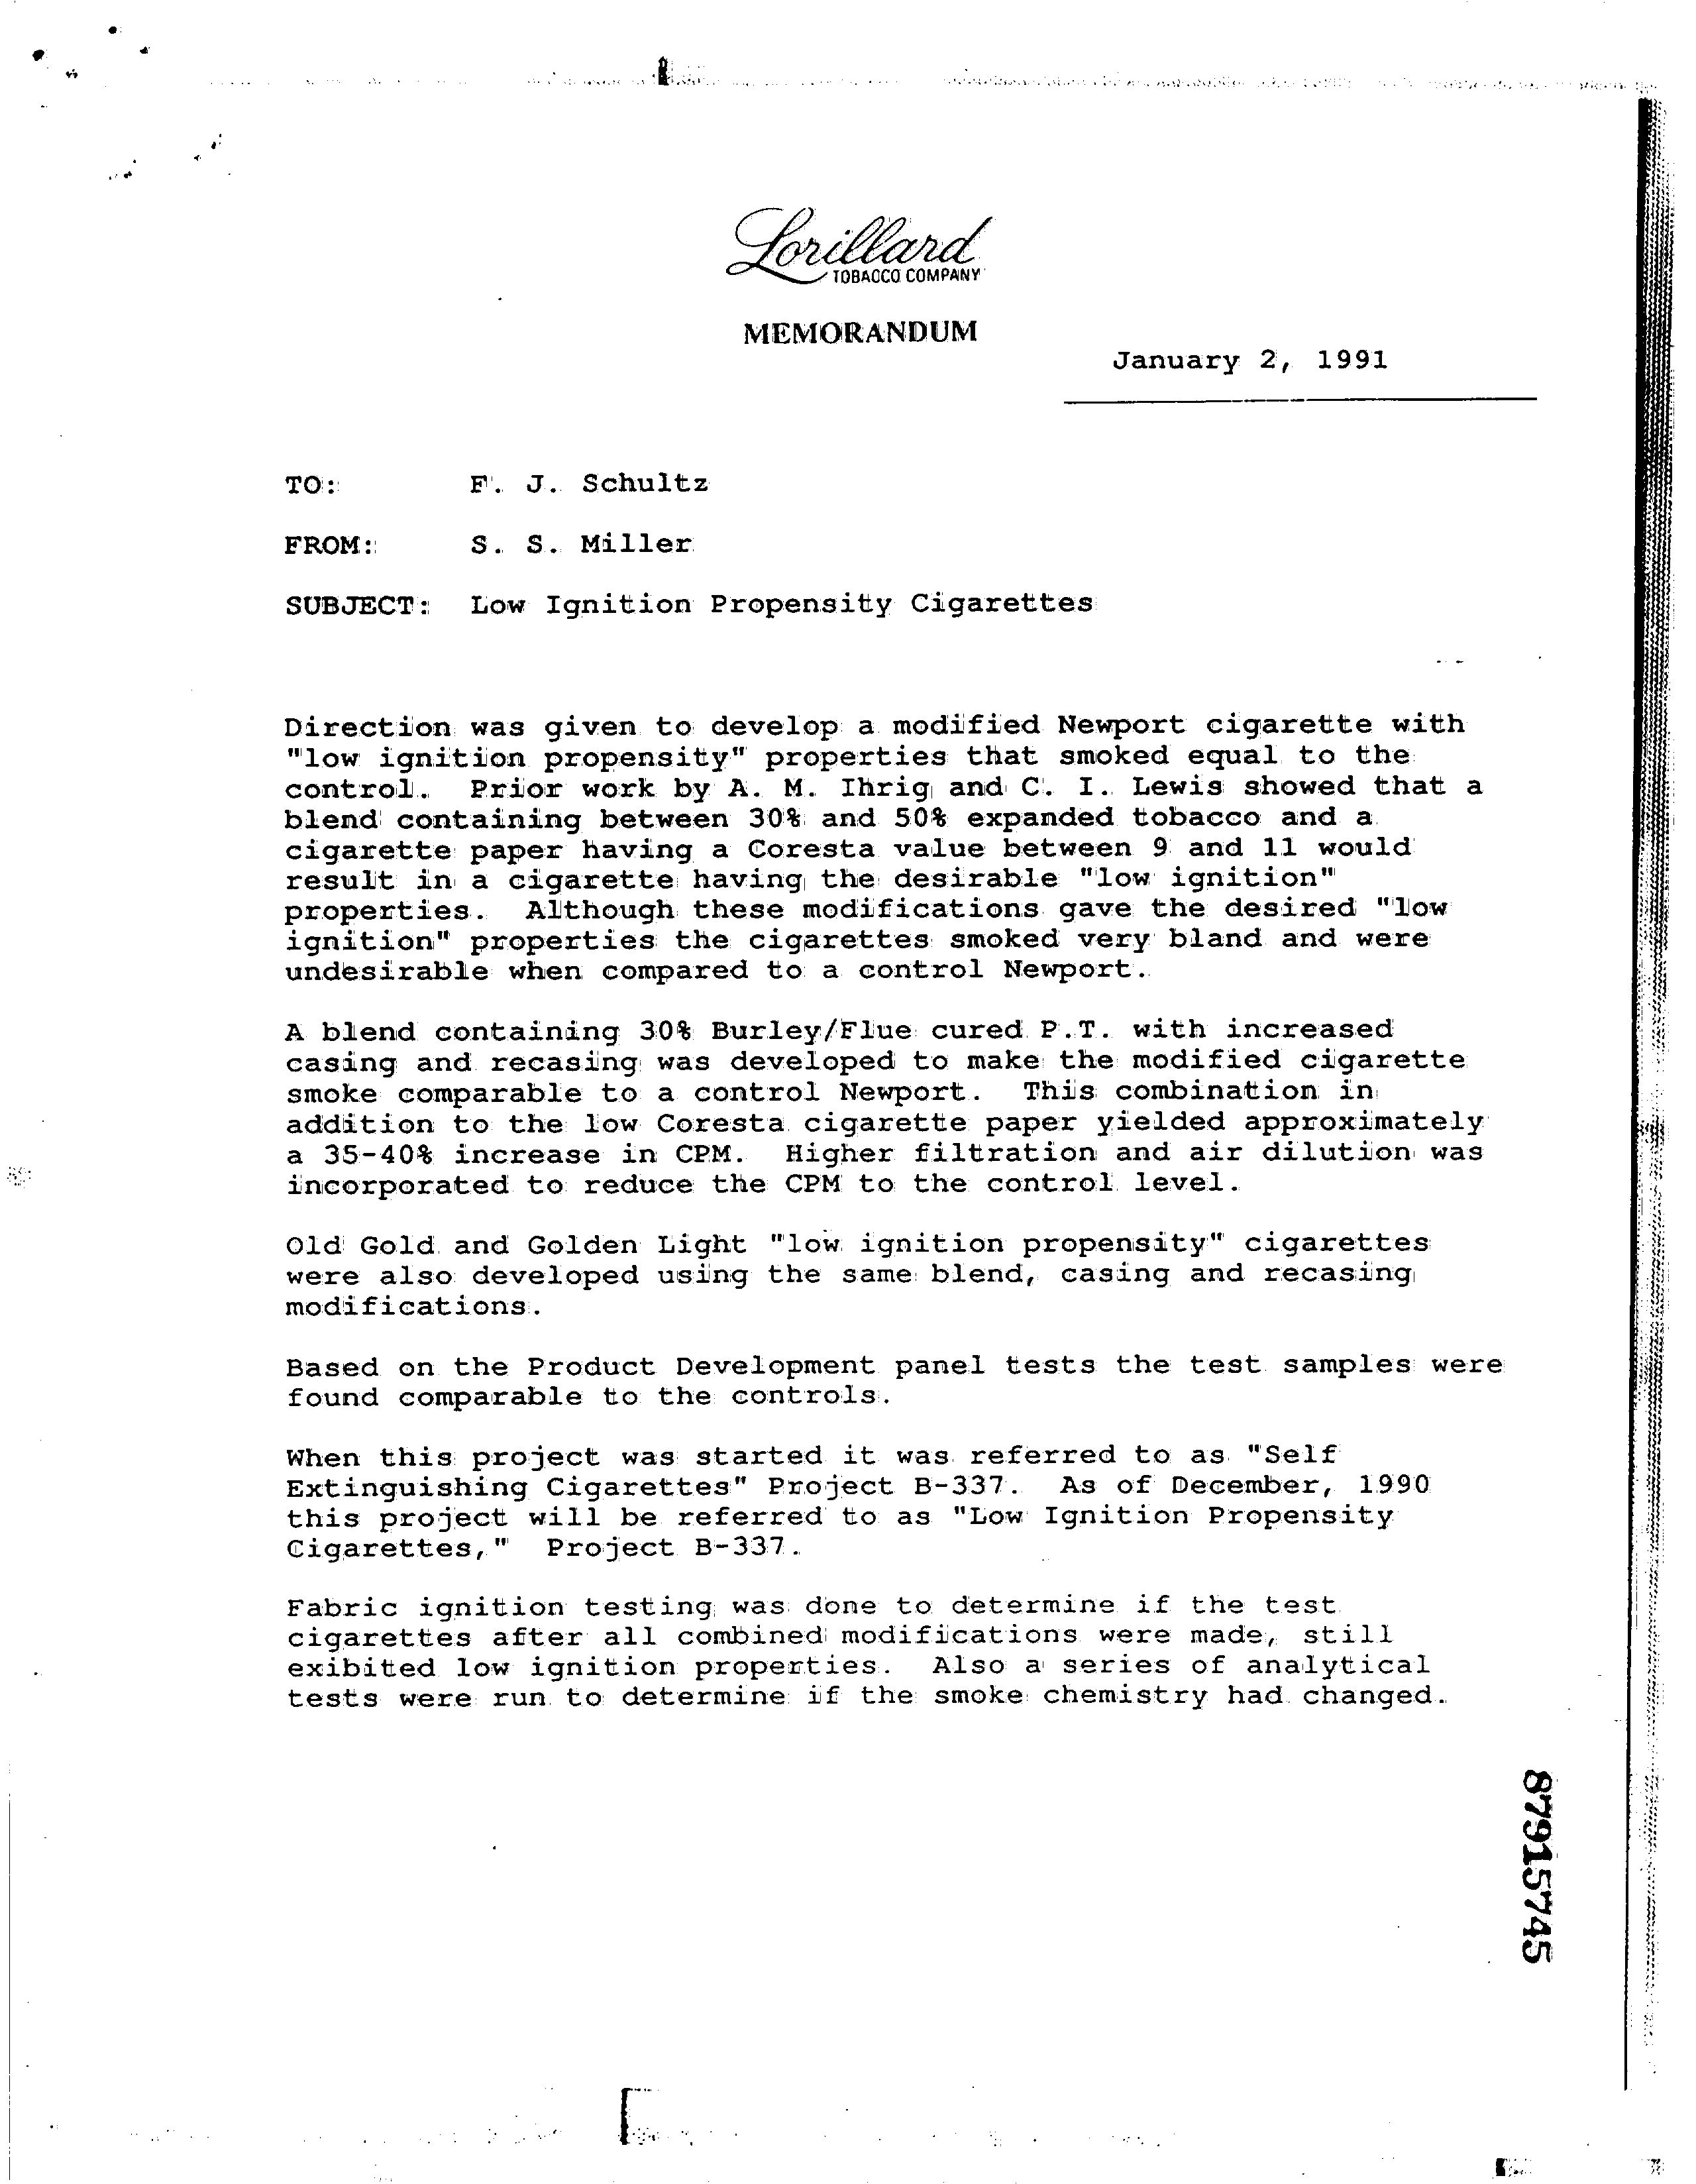 Lorillard
TOBACCO COMPANY
MEMORANDUM
January 2, 1991
TO: F. J. Schultz
FROM: S. S. Miller
SUBJECT: Low Ignition Propensity Cigarettes
Direction was given to develop a modified Newport cigarette with
"low ignition propensity" properties that smoked equal to the
control. Prior work by A. M. Ihrig and C. I. Lewis showed that a
blend containing between 30% and 50% expanded tobacco and a
cigarette paper having a Coresta value between 9 and 11 would
result in a cigarette having the desirable "low ignition"
properties. Although these modifications gave the desired "low
ignition" properties the cigarettes smoked very bland and were
undesirable when compared to a control Newport.
A blend containing 30% Burley/Flue cured P.T. with increased
casing and recasing was developed to make the modified cigarette
smoke comparable to a control Newport. This combination in
addition to the low Coresta cigarette paper yielded approximately
a 35-40% increase in CPM. Higher filtration and air dilution was
incorporated to reduce the CPM to the control level.
Old Gold and Golden Light "low ignition propensity" cigarettes
were also developed using the same blend, casing and recasing
modifications.
Based on the Product Development panel tests the test samples were
found comparable to the controls.
When this project was started it was referred to as "Self
Extinguishing Cigarettes" Project B-337. As of December, 1990
this project will be referred to as "Low Ignition Propensity
Cigarettes," Project B-337.
Fabric ignition testing was done to determine if the test
cigarettes after all combined modifications were made, still
exibited low ignition properties. Also a series of analytical
tests were run to determine if the smoke chemistry had changed.
87915745